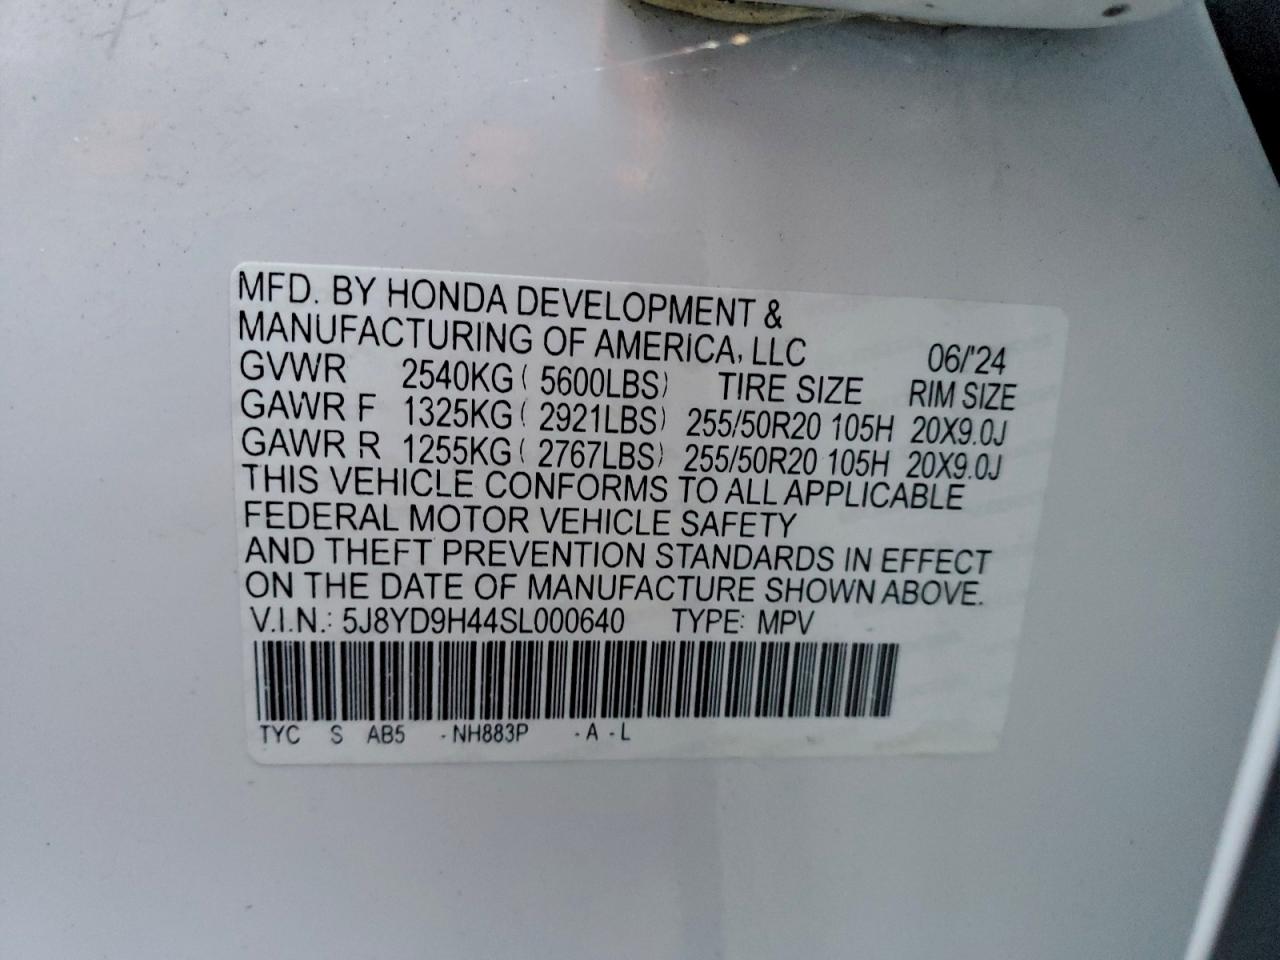 MFD. BY HONDA DEVELOPMENT &
MANUFACTURING OF AMERICA, LLC 06/'24
GVWR 2540KG ( 5600LBS) TIRE SIZE RIM SIZE
GAWR F 1325KG ( 2921LBS) 255/50R20 105H 20X9.0J
GAWR R 1255KG ( 2767LBS) 255/50R20 105H 20X9.0J
THIS VEHICLE CONFORMS TO ALL APPLICABLE
FEDERAL MOTOR VEHICLE SAFETY
AND THEFT PREVENTION STANDARDS IN EFFECT
ON THE DATE OF MANUFACTURE SHOWN ABOVE.
V.I.N.: 5J8YD9H44SL000640 TYPE: MPV
TYC S AB5 -NH883P -A -L